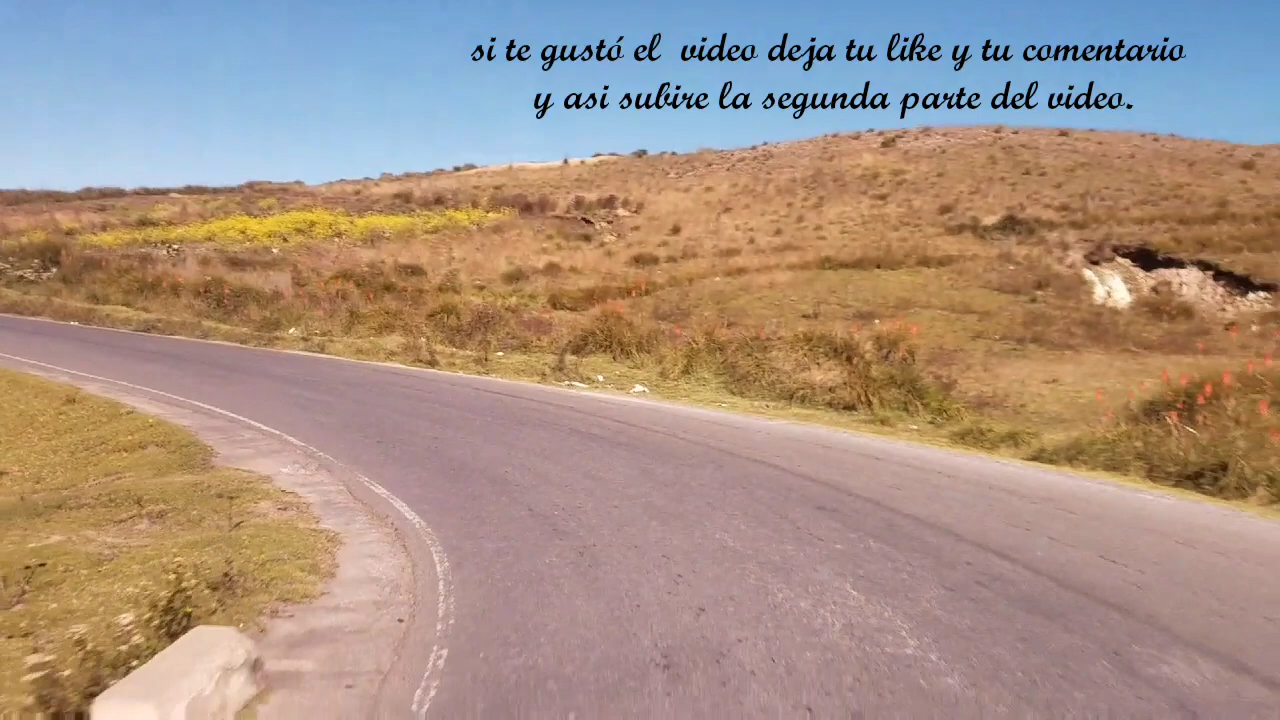 si te gustó el video deja tu like y tu comentario
y asi subire la segunda parte del video.